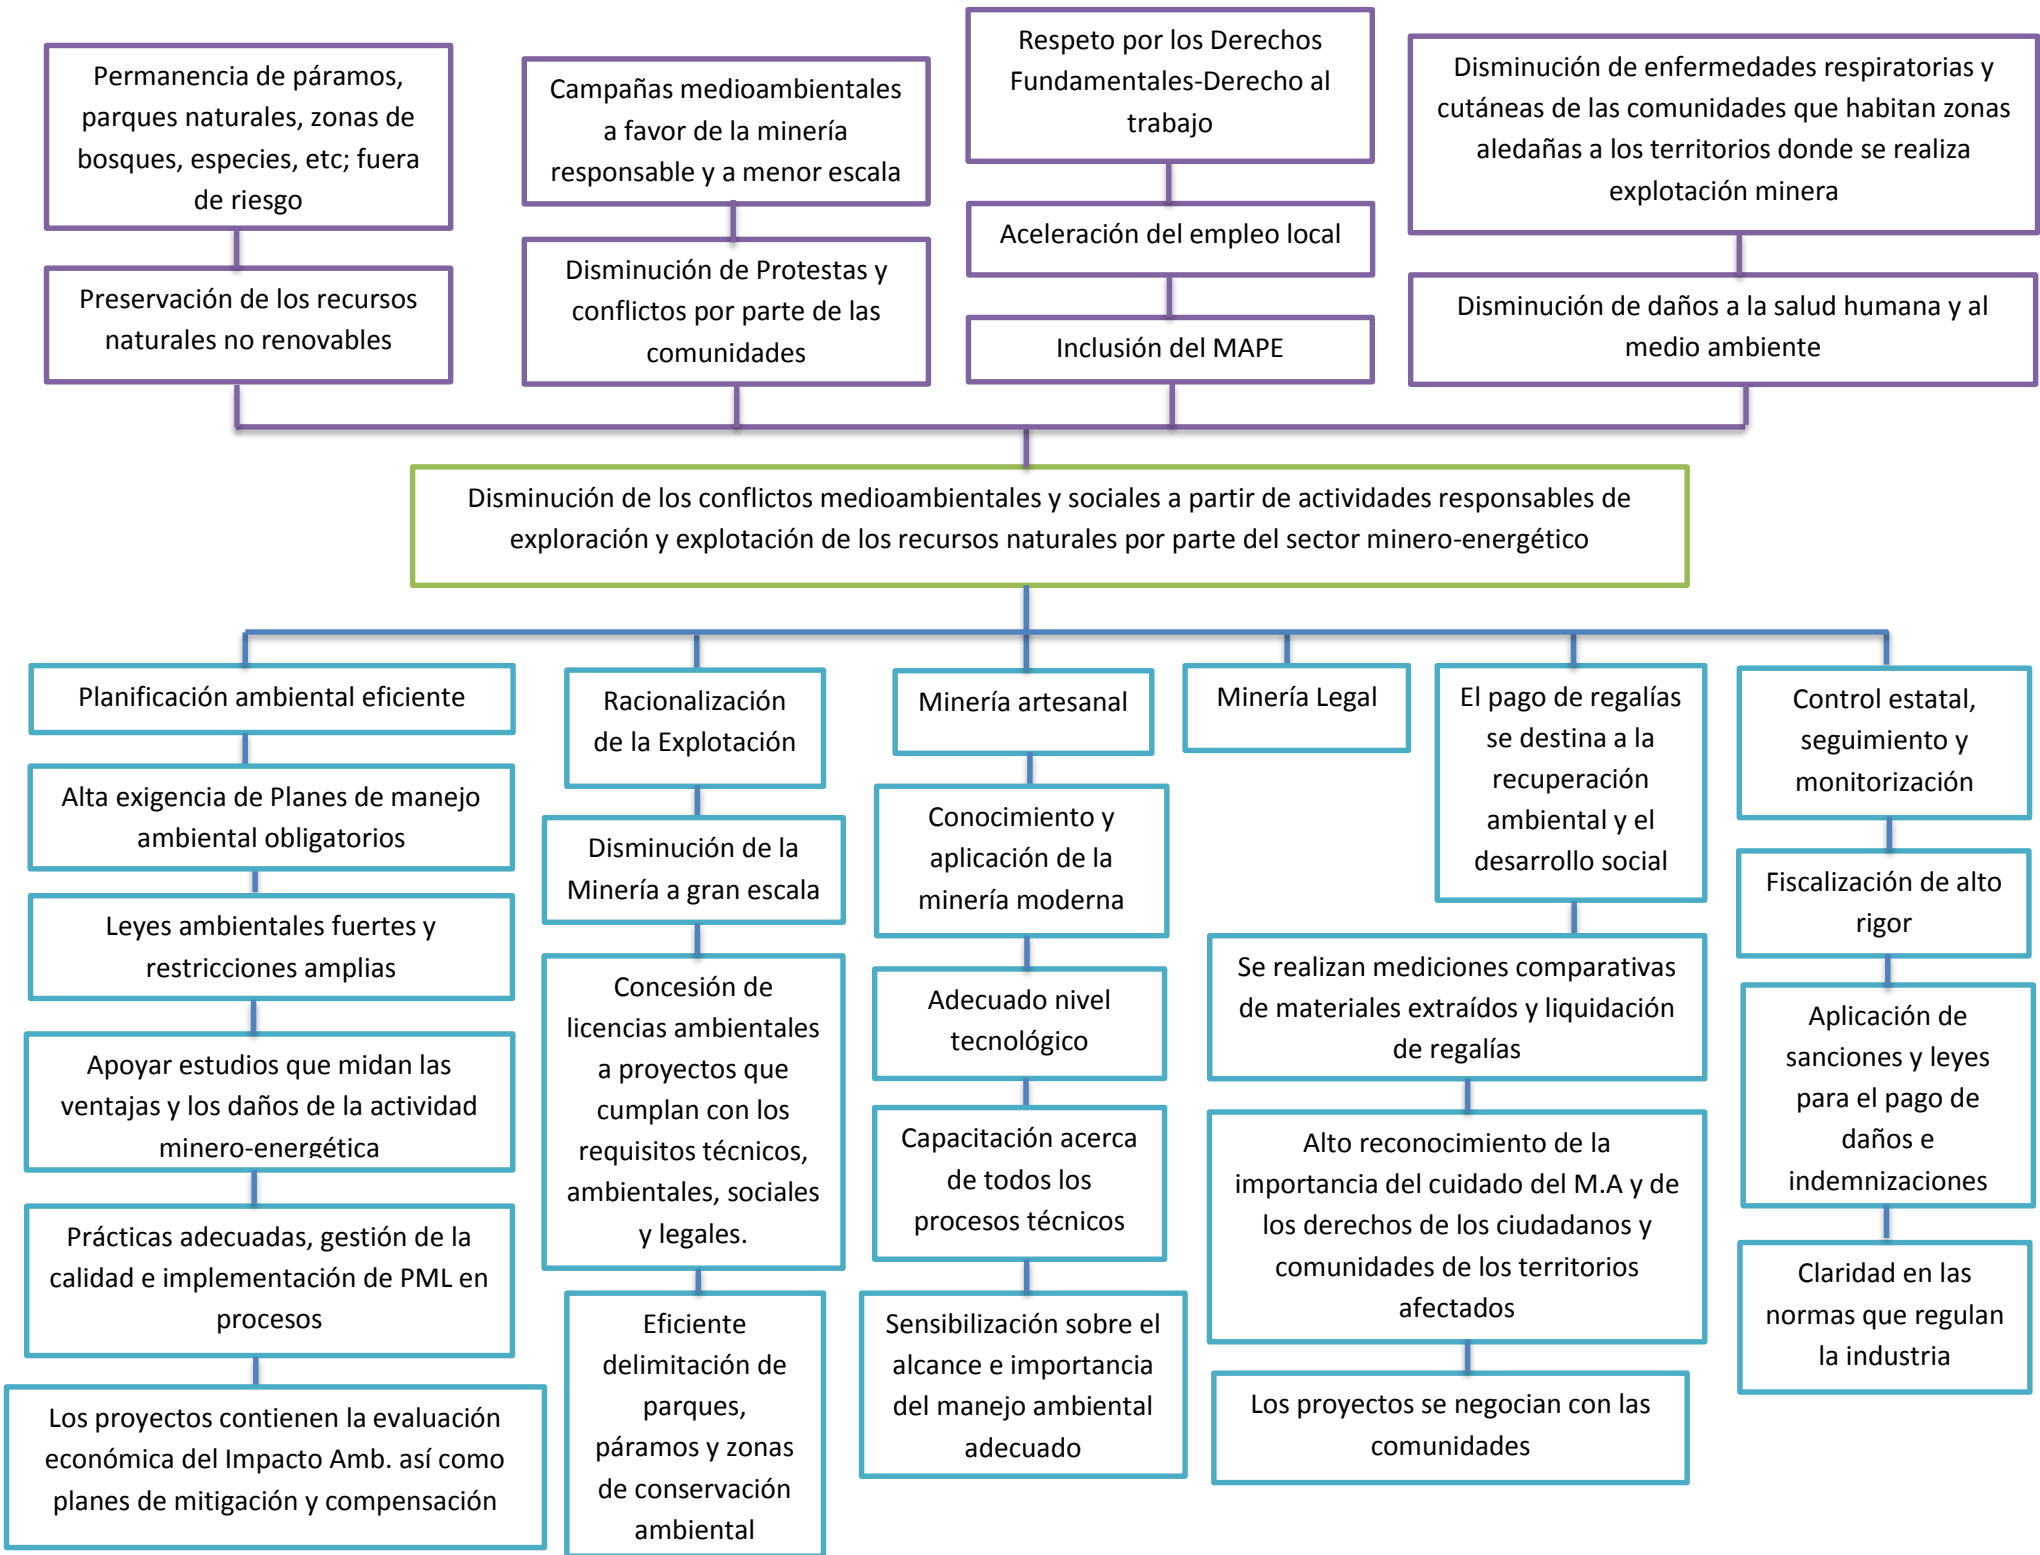 Permanencia de páramos,
parques naturales, zonas de
bosques, especies, etc; fuera
de riesgo
Campañas medioambientales
a favor de la minería
responsable y a menor escala
Respeto por los Derechos
Fundamentales-Derecho al
trabajo
Disminución de enfermedades respiratorias y
cutáneas de las comunidades que habitan zonas
aledañas a los territorios donde se realiza
explotación minera
Aceleración del empleo local
Preservación de los recursos
naturales no renovables
Disminución de Protestas y
conflictos por parte de las
comunidades
Inclusión del MAPE
Disminución de daños a la salud humana y al
medio ambiente
Disminución de los conflictos medioambientales y sociales a partir de actividades responsables de
exploración y explotación de los recursos naturales por parte del sector minero-energético
Planificación ambiental eficiente
Alta exigencia de Planes de manejo
ambiental obligatorios
Leyes ambientales fuertes y
restricciones amplias
Apoyar estudios que midan las
ventajas y los daños de la actividad
minero-energética
Prácticas adecuadas, gestión de la
calidad e implementación de PML en
procesos
Los proyectos contienen la evaluación
económica del Impacto Amb. así como
planes de mitigación y compensación
Racionalización
de la Explotación
Disminución de la
Minería a gran escala
Concesión de
licencias ambientales
a proyectos que
cumplan con los
requisitos técnicos,
ambientales, sociales
y legales.
Eficiente
delimitación de
parques,
páramos y zonas
de conservación
ambiental
Minería artesanal
Conocimiento y
aplicación de la
minería moderna
Adecuado nivel
tecnológico
Capacitación acerca
de todos los
procesos técnicos
Sensibilización sobre el
alcance e importancia
del manejo ambiental
adecuado
Minería Legal
El pago de regalías
se destina a la
recuperación
ambiental y el
desarrollo social
Se realizan mediciones comparativas
de materiales extraídos y liquidación
de regalías
Alto reconocimiento de la
importancia del cuidado del M.A y de
los derechos de los ciudadanos y
comunidades de los territorios
afectados
Los proyectos se negocian con las
comunidades
Control estatal,
seguimiento y
monitorización
Fiscalización de alto
rigor
Aplicación de
sanciones y leyes
para el pago de
daños e
indemnizaciones
Claridad en las
normas que regulan
la industria